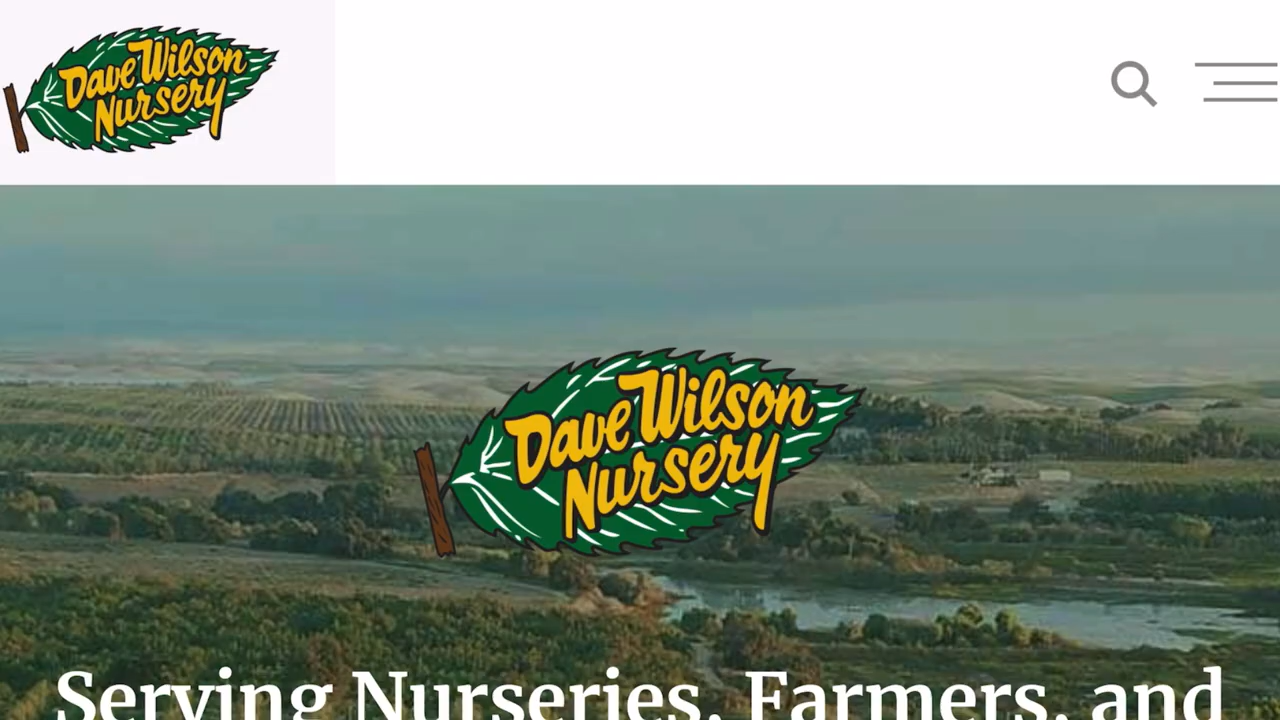 Dave Wilson
Nursery
Dave Wilson
Nursery
Serving Nurseries, Farmers, and